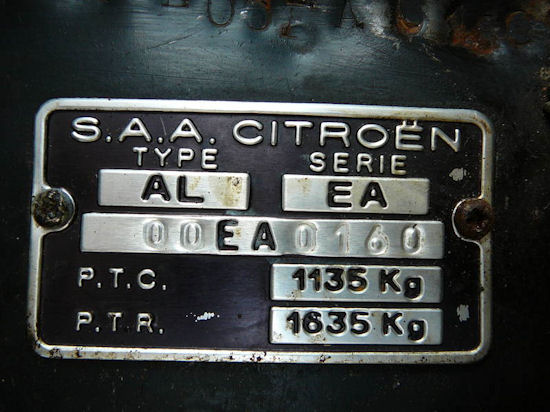 S.A.A. CITROËN
TYPE SERIE
AL EA
00EA0160
P.T.C. 1135 Kg
P.T.R. 1635 Kg